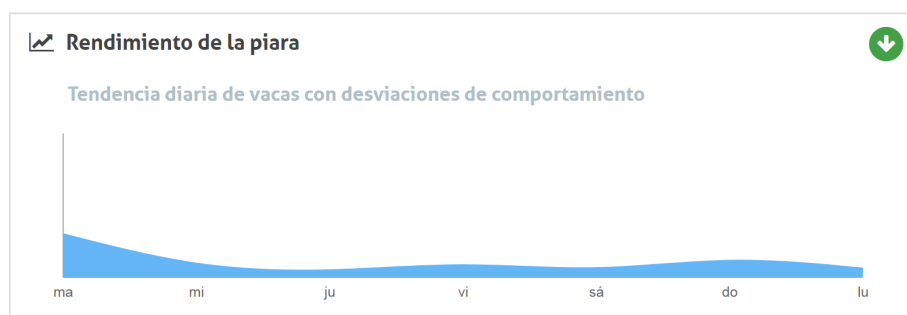 Rendimiento de la piara
Tendencia diaria de vacas con desviaciones de comportamiento
ma mi ju vi sá do lu